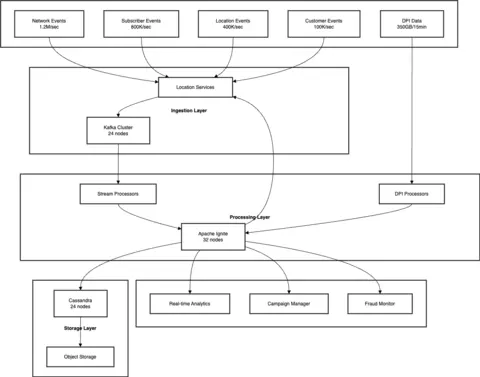 Network Events
1.2M/sec
Subscriber Events
800K/sec
Location Events
400K/sec
Customer Events
100K/sec
DPI Data
350GB/15min
Location Services
Ingestion Layer
Kafka Cluster
24 nodes
Stream Processors
DPI Processors
Processing Layer
Apache Ignite
32 nodes
Cassandra
24 nodes
Real-time Analytics
Campaign Manager
Fraud Monitor
Storage Layer
Object Storage